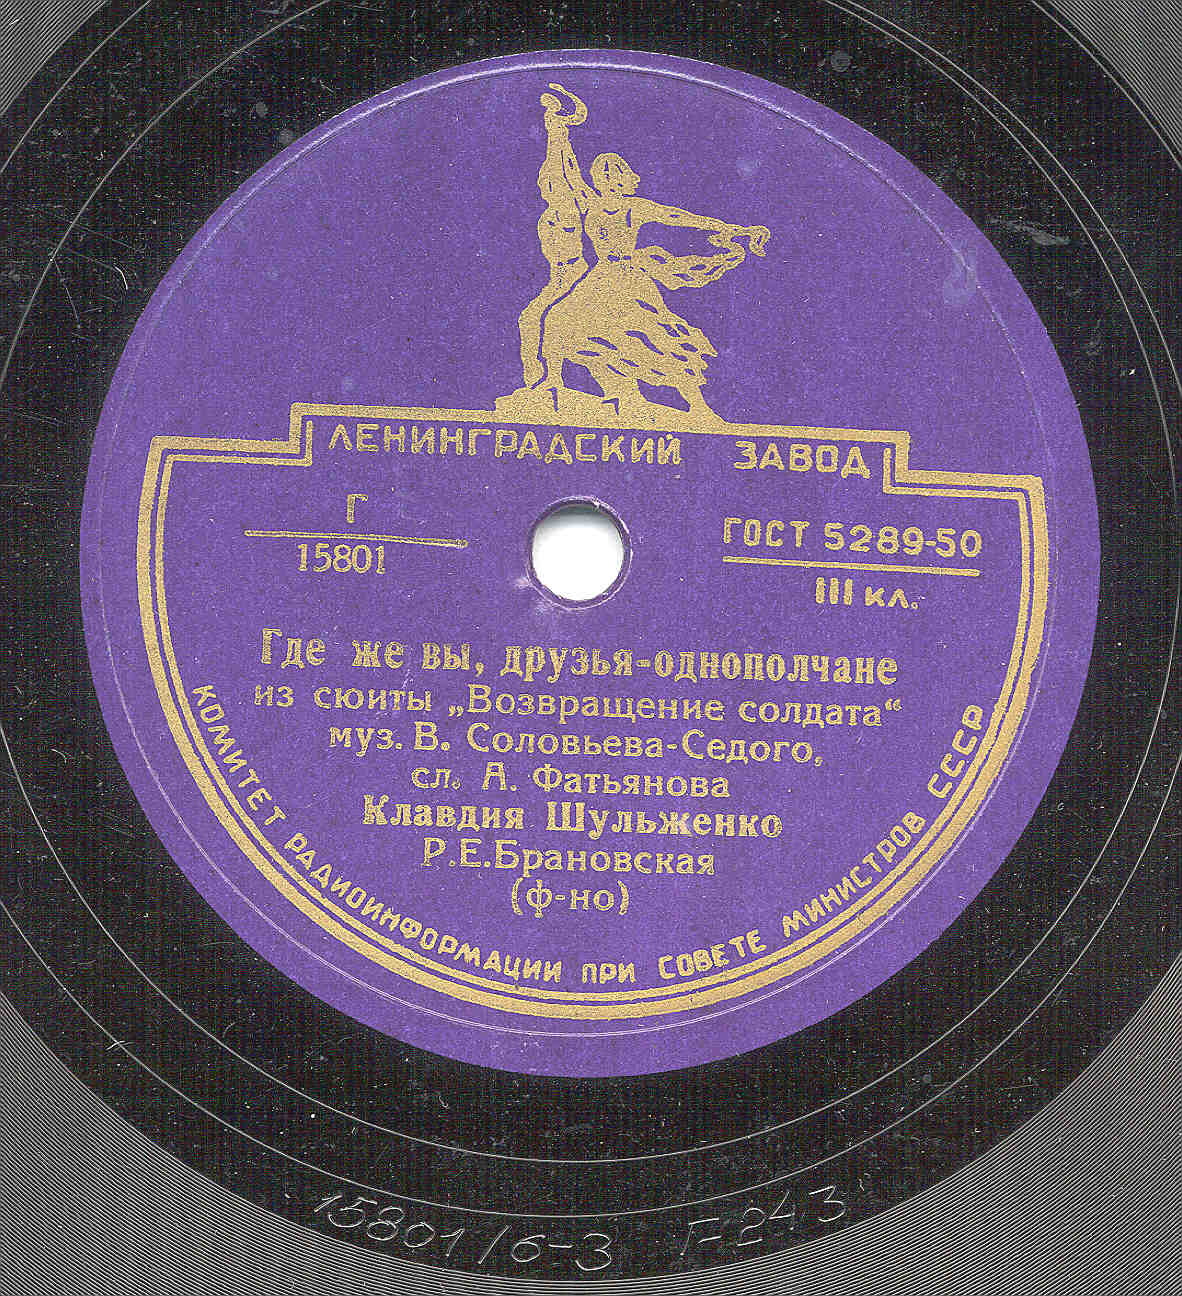 ЛЕНИНГРАДСКИЙ ЗАВОД
Г
15801
ГОСТ 5289-50
III кл.
Где же вы, друзья-однополчане
из сюиты „Возвращение солдата“
муз. В. Соловьева-Седого,
сл. А. Фатьянова
Клавдия Шульженко
Р.Е.Брановская
(ф-но)
КОМИТЕТ РАДИОИНФОРМАЦИИ ПРИ СОВЕТЕ МИНИСТРОВ СССР
15801/6-3 Г-243